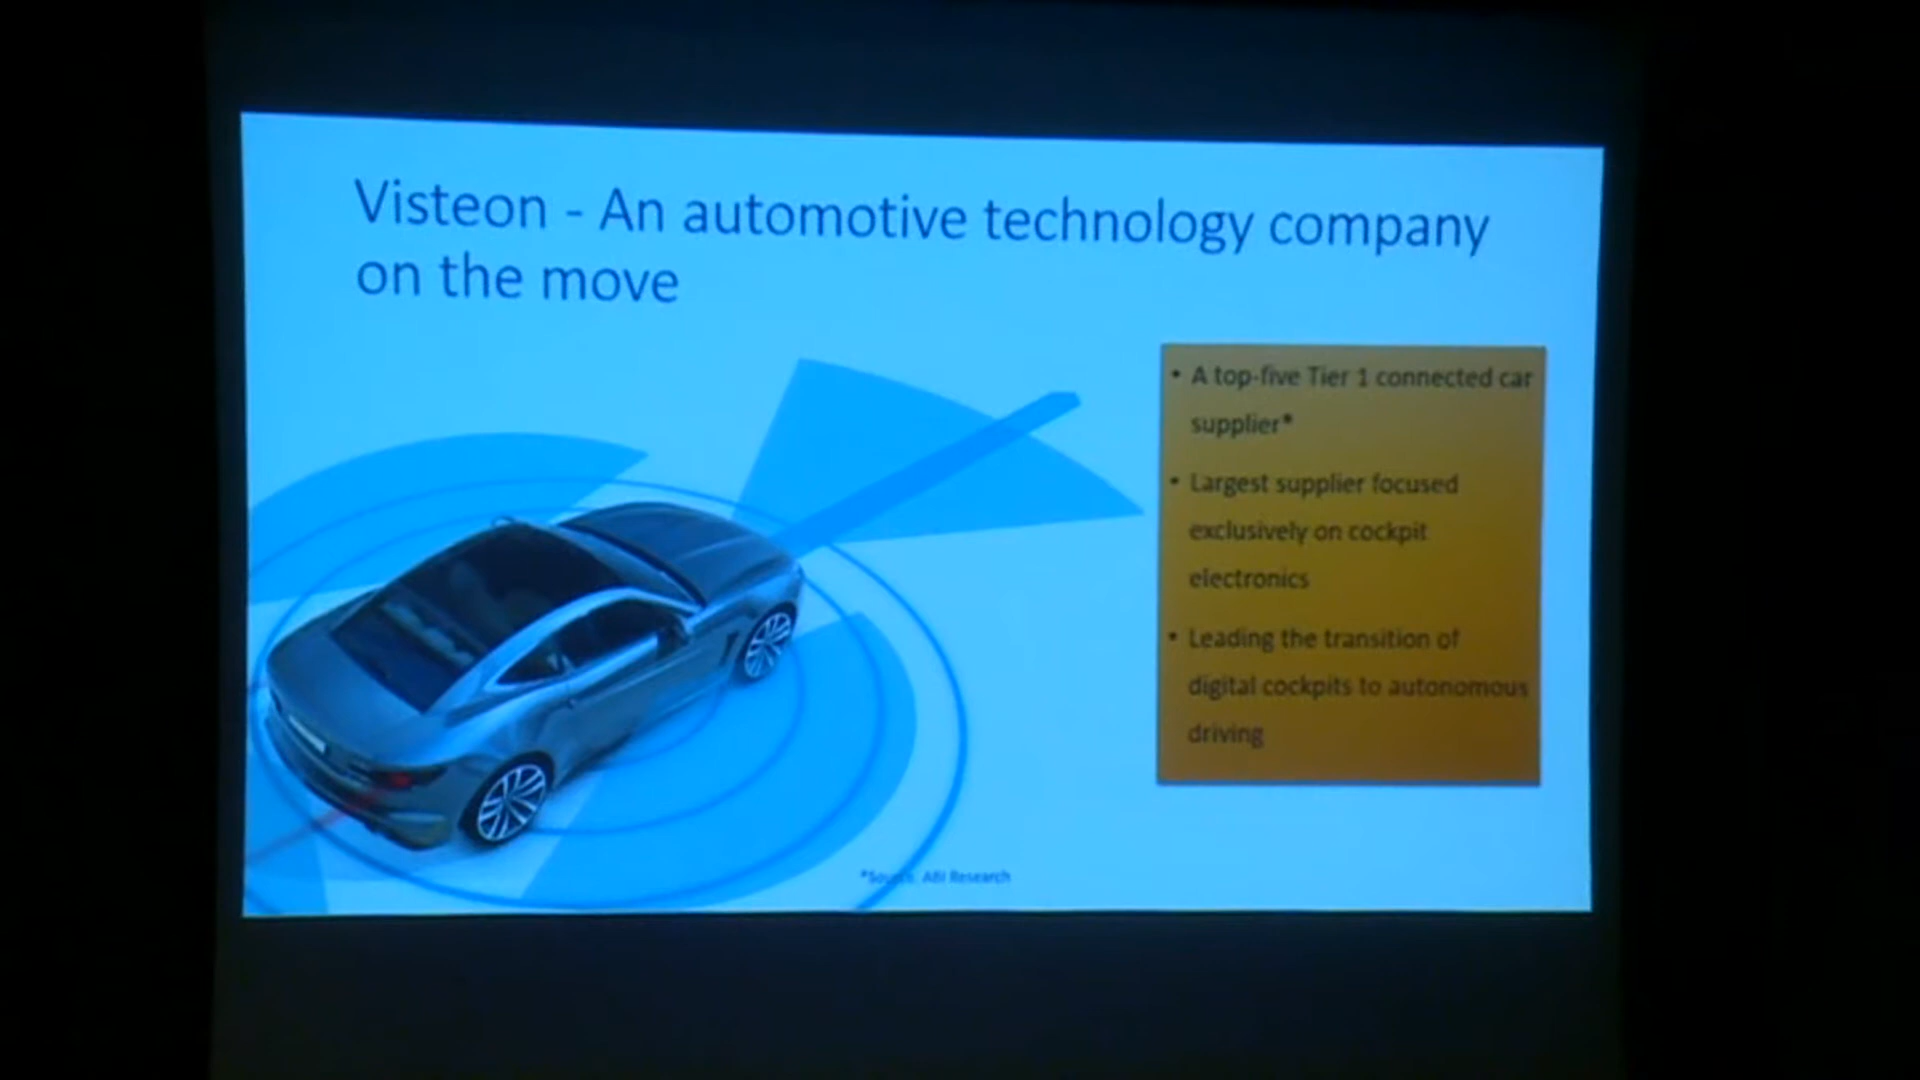 Visteon - An automotive technology company
on the move
• A top-five Tier 1 connected car
supplier*
• Largest supplier focused
exclusively on cockpit
electronics
• Leading the transition of
digital cockpits to autonomous
driving
*Source: ABI Research